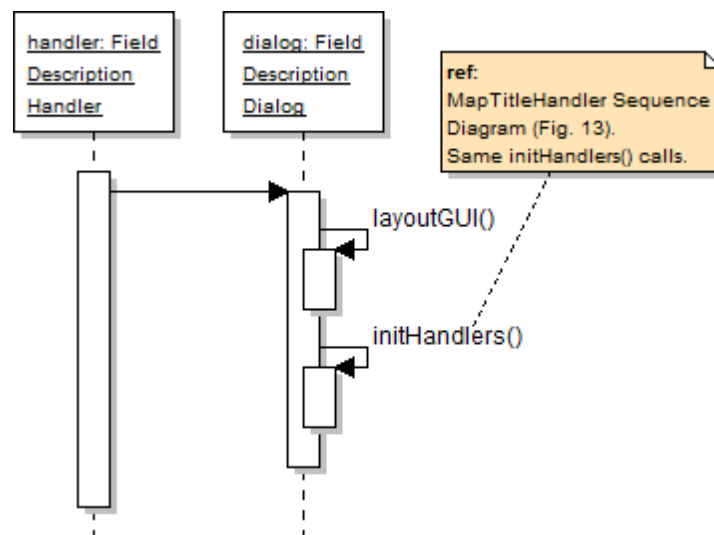 handler: Field
Description
Handler
dialog: Field
Description
Dialog
ref:
MapTitleHandler Sequence
Diagram (Fig. 13).
Same initHandlers() calls.
layoutGUI()
initHandlers()